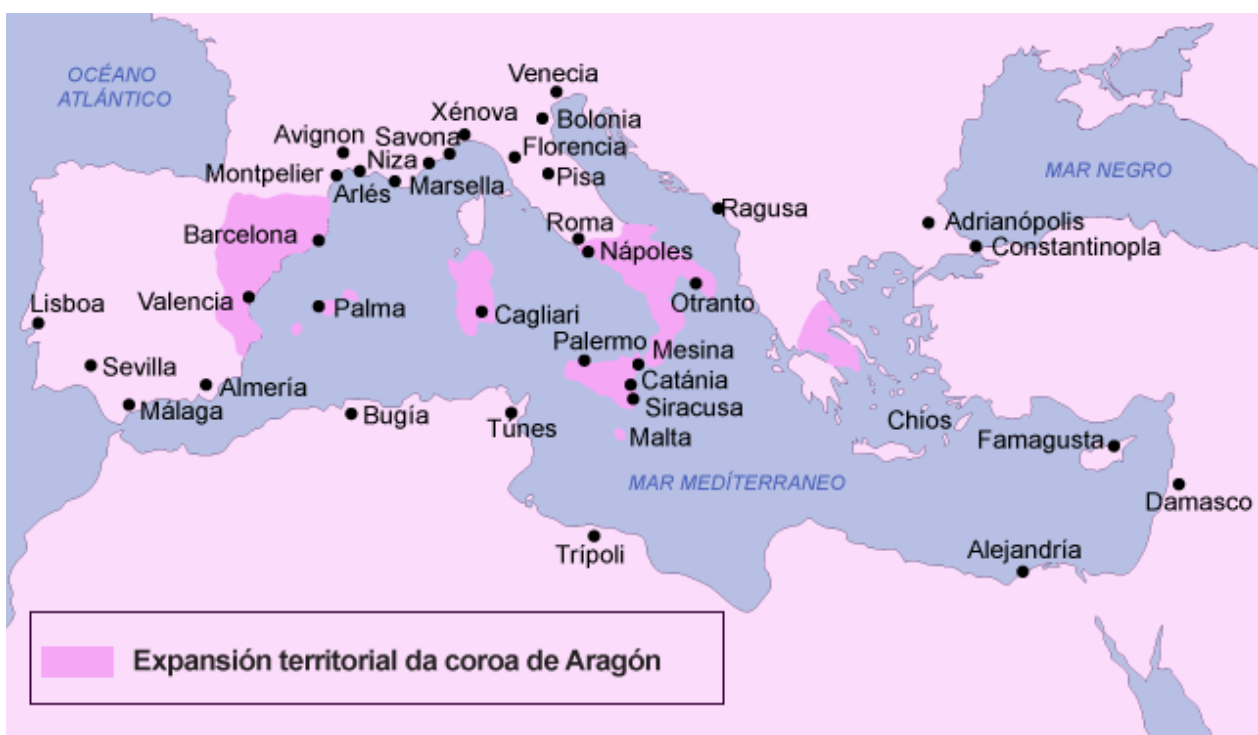 OCÉANO
ATLÁNTICO
Venecia
Xénova
Bolonia
Avignon
Savona
Niza
Florencia
Montpelier
Arlés
Marsella
Pisa
MAR NEGRO
Ragusa
Barcelona
Roma
Nápoles
Adrianópolis
Constantinopla
Lisboa
Valencia
Palma
Cagliari
Otranto
Palermo
Mesina
Sevilla
Almería
Catánia
Málaga
Bugía
Tunes
Siracusa
Malta
Chios
Famagusta
MAR MEDÍTERRANEO
Damasco
Trípoli
Alejandría
Expansión territorial da coroa de Aragón